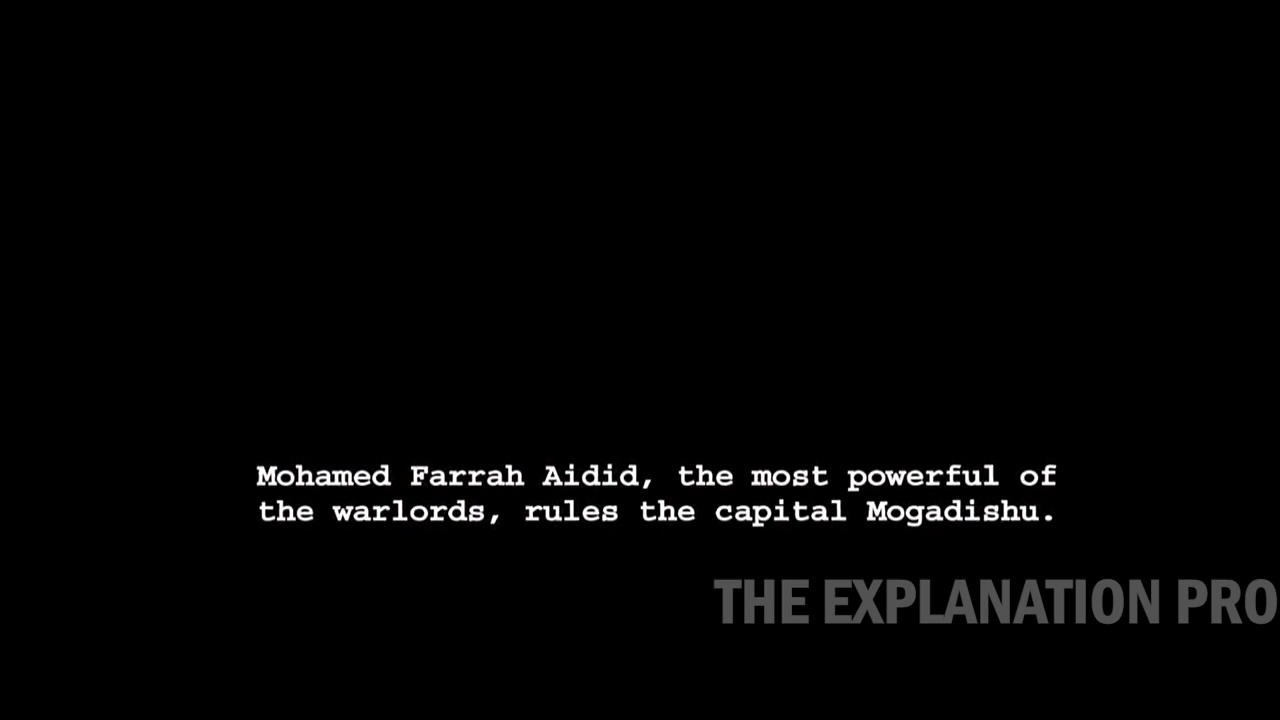 Mohamed Farrah Aidid, the most powerful of
the warlords, rules the capital Mogadishu.
THE EXPLANATION PRO